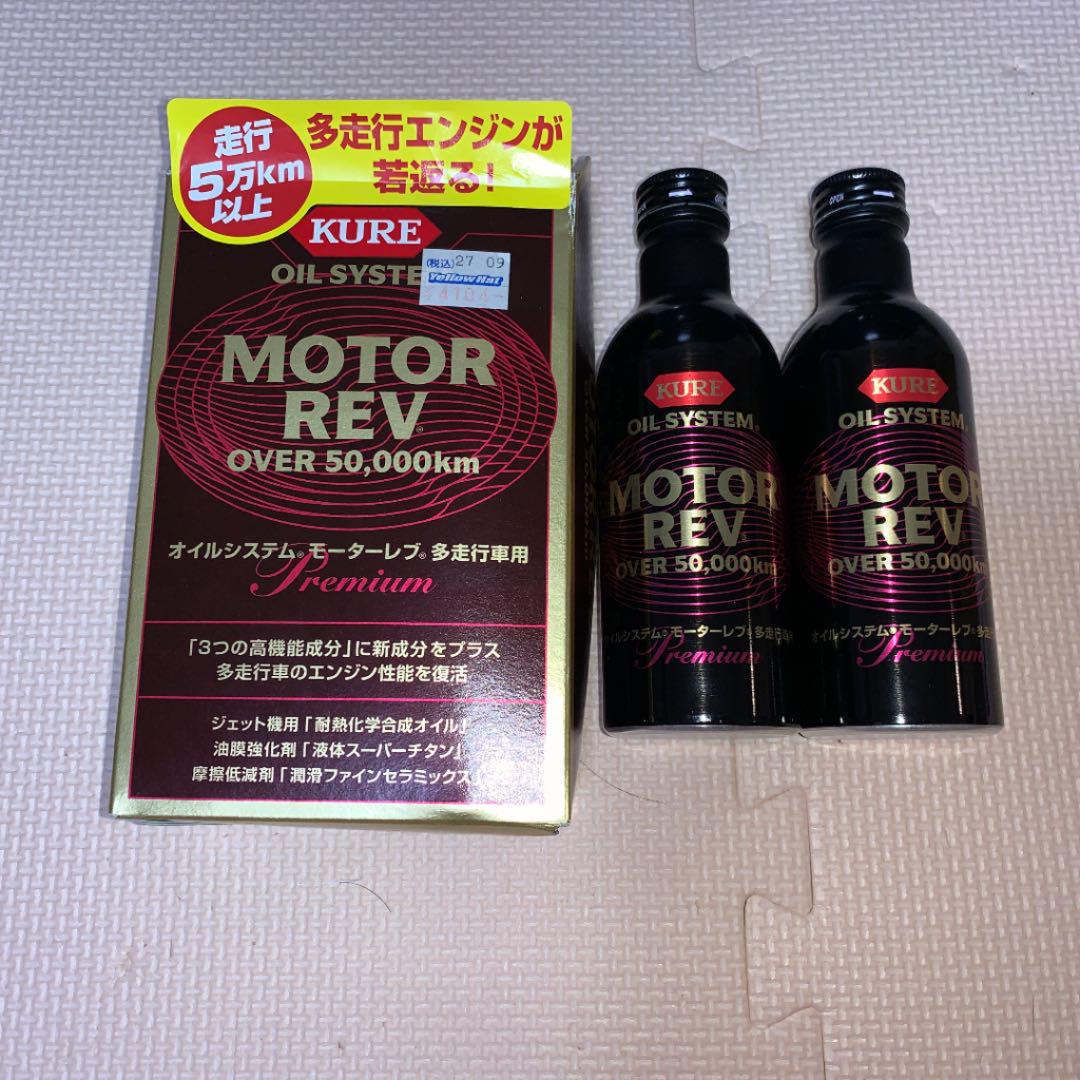 走行
5万km
以上
多走行エンジンが
若返る!
KURE
(税込)27 09
Yellow Hat
OIL SYSTE
MOTOR
REV®
OVER 50,000km
オイルシステム® モーターレブ® 多走行車用
Premium
「3つの高機能成分」に新成分をプラス
多走行車のエンジン性能を復活
ジェット機用「耐熱化学合成オイル」
油膜強化剤「液体スーパーチタン」
摩擦低減剤「潤滑ファインセラミックス」
KURE
OIL SYSTEM®
MOTOR
REV
OVER 50,000km
オイルシステム® モーターレブ® 多走行
Premium
OPEN
KURE
OIL SYSTEM
MOTOR
REV
OVER 50,000km
オイルシステム® モーターレブ® 多走
Premium